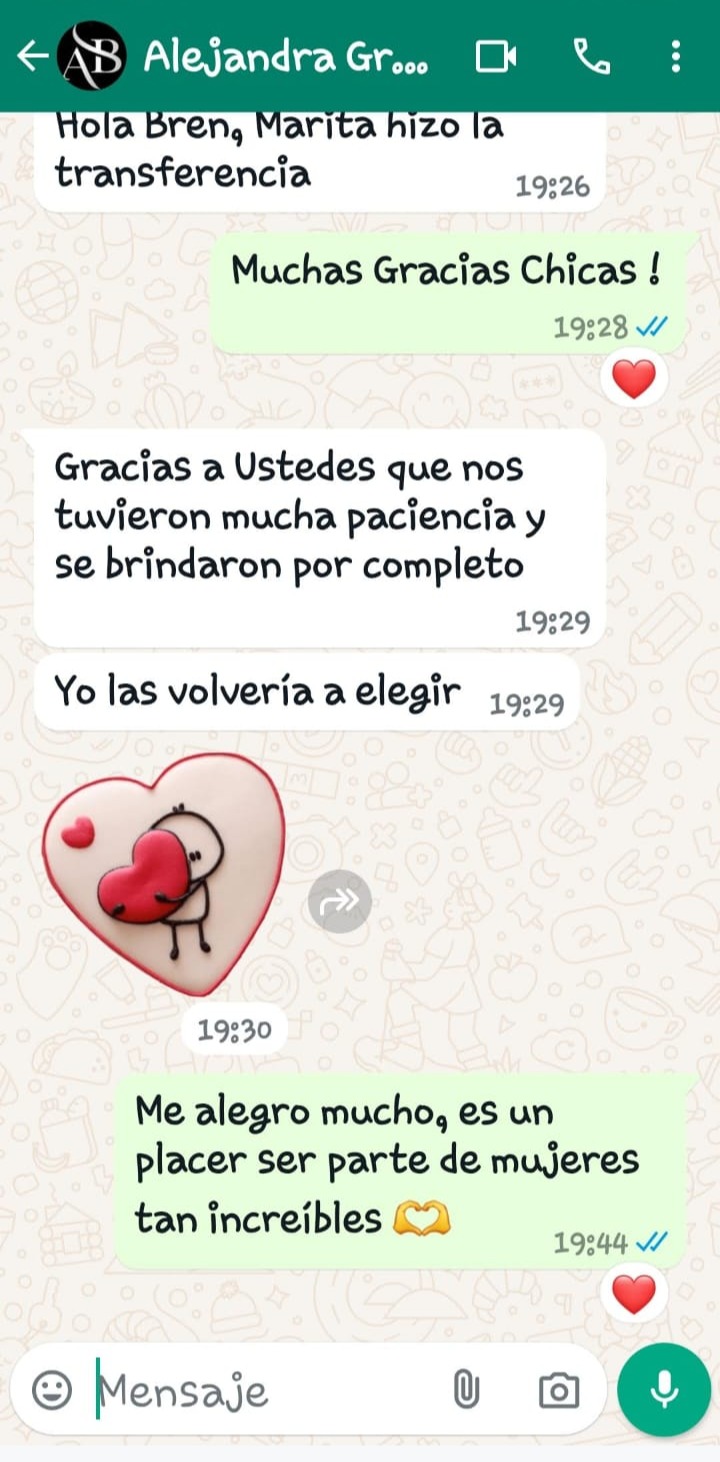 AB Alejandra Gr...
Hola Bren, Marita hizo la
transferencia
19:26
Muchas Gracias Chicas !
19:28
Gracias a Ustedes que nos
tuvieron mucha paciencia y
se brindaron por completo
19:29
Yo las volvería a elegir 19:29
19:30
Me alegro mucho, es un
placer ser parte de mujeres
tan increíbles 🫶
19:44
Mensaje